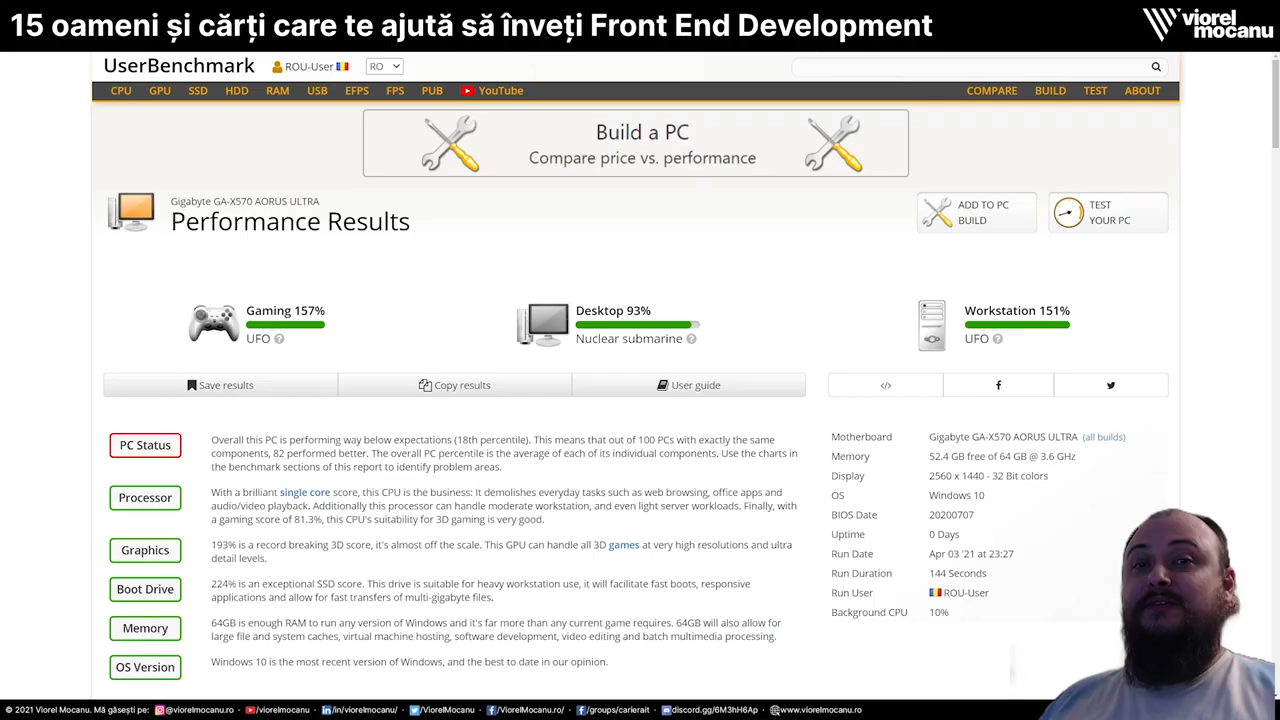 15 oameni și cărți care te ajută să înveți Front End Development
viorel
mocanu
UserBenchmark
ROU-User
RO
CPU GPU SSD HDD RAM USB EFPS FPS PUB YouTube
COMPARE BUILD TEST ABOUT
Build a PC
Compare price vs. performance
Gigabyte GA-X570 AORUS ULTRA
Performance Results
ADD TO PC
BUILD
TEST
YOUR PC
Gaming 157%
UFO
Desktop 93%
Nuclear submarine
Workstation 151%
UFO
Save results
Copy results
User guide
</>
PC Status
Overall this PC is performing way below expectations (18th percentile). This means that out of 100 PCs with exactly the same
components, 82 performed better. The overall PC percentile is the average of each of its individual components. Use the charts in
the benchmark sections of this report to identify problem areas.
Processor
With a brilliant single core score, this CPU is the business: It demolishes everyday tasks such as web browsing, office apps and
audio/video playback. Additionally this processor can handle moderate workstation, and even light server workloads. Finally, with
a gaming score of 81.3%, this CPU's suitability for 3D gaming is very good.
Graphics
193% is a record breaking 3D score, it's almost off the scale. This GPU can handle all 3D games at very high resolutions and ultra
detail levels.
Boot Drive
224% is an exceptional SSD score. This drive is suitable for heavy workstation use, it will facilitate fast boots, responsive
applications and allow for fast transfers of multi-gigabyte files.
Memory
64GB is enough RAM to run any version of Windows and it's far more than any current game requires. 64GB will also allow for
large file and system caches, virtual machine hosting, software development, video editing and batch multimedia processing.
OS Version
Windows 10 is the most recent version of Windows, and the best to date in our opinion.
Motherboard Gigabyte GA-X570 AORUS ULTRA (all builds)
Memory 52.4 GB free of 64 GB @ 3.6 GHz
Display 2560 x 1440 - 32 Bit colors
OS Windows 10
BIOS Date 20200707
Uptime 0 Days
Run Date Apr 03 '21 at 23:27
Run Duration 144 Seconds
Run User ROU-User
Background CPU 10%
© 2021 Viorel Mocanu. Mă găsești pe: @viorelmocanu.ro · /viorelmocanu · /in/viorelmocanu/ · /ViorelMocanu · /ViorelMocanu.ro/ · /groups/carierait · discord.gg/6M3hH6Ap · www.viorelmocanu.ro